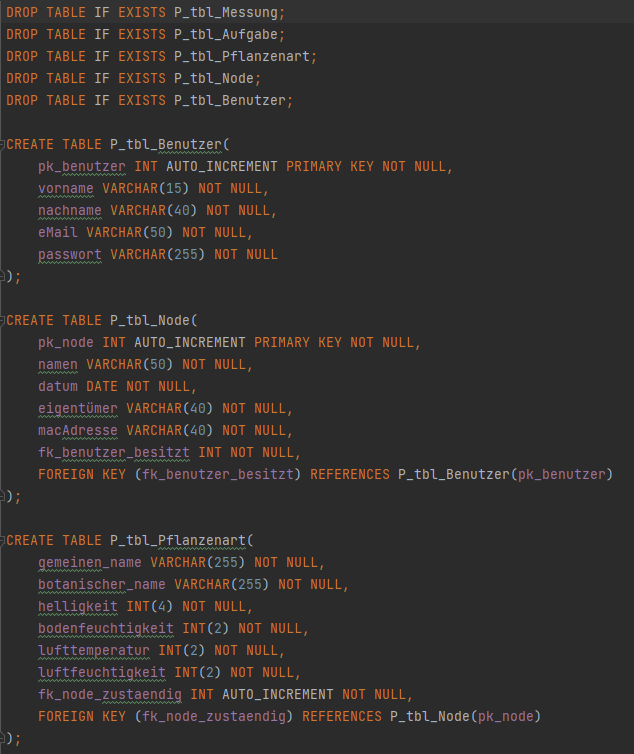 DROP TABLE IF EXISTS P_tbl_Messung;
DROP TABLE IF EXISTS P_tbl_Aufgabe;
DROP TABLE IF EXISTS P_tbl_Pflanzenart;
DROP TABLE IF EXISTS P_tbl_Node;
DROP TABLE IF EXISTS P_tbl_Benutzer;

CREATE TABLE P_tbl_Benutzer(
    pk_benutzer INT AUTO_INCREMENT PRIMARY KEY NOT NULL,
    vorname VARCHAR(15) NOT NULL,
    nachname VARCHAR(40) NOT NULL,
    eMail VARCHAR(50) NOT NULL,
    passwort VARCHAR(255) NOT NULL
);

CREATE TABLE P_tbl_Node(
    pk_node INT AUTO_INCREMENT PRIMARY KEY NOT NULL,
    namen VARCHAR(50) NOT NULL,
    datum DATE NOT NULL,
    eigentümer VARCHAR(40) NOT NULL,
    macAdresse VARCHAR(40) NOT NULL,
    fk_benutzer_besitzt INT NOT NULL,
    FOREIGN KEY (fk_benutzer_besitzt) REFERENCES P_tbl_Benutzer(pk_benutzer)
);

CREATE TABLE P_tbl_Pflanzenart(
    gemeinen_name VARCHAR(255) NOT NULL,
    botanischer_name VARCHAR(255) NOT NULL,
    helligkeit INT(4) NOT NULL,
    bodenfeuchtigkeit INT(2) NOT NULL,
    lufttemperatur INT(2) NOT NULL,
    luftfeuchtigkeit INT(2) NOT NULL,
    fk_node_zustaendig INT AUTO_INCREMENT NOT NULL,
    FOREIGN KEY (fk_node_zustaendig) REFERENCES P_tbl_Node(pk_node)
);